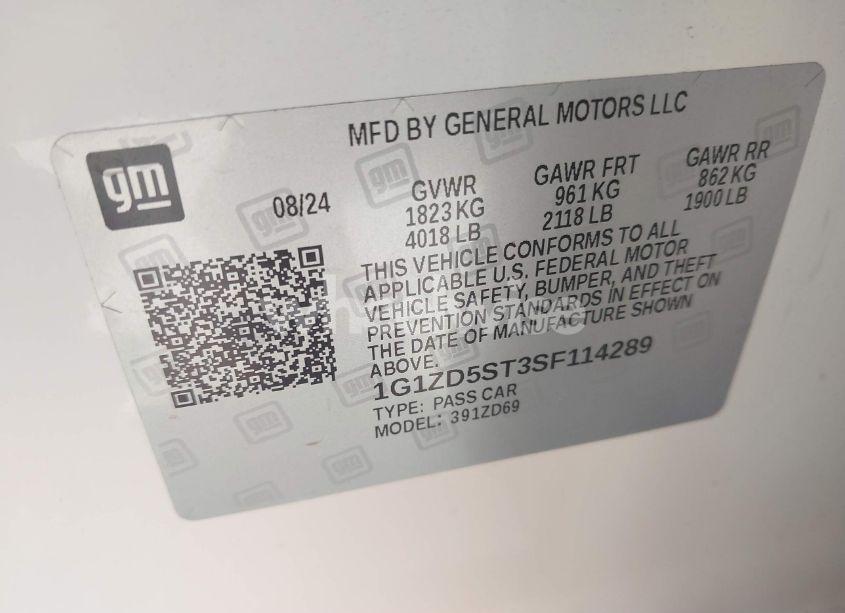 MFD BY GENERAL MOTORS LLC
gm
08/24
GVWR
1823 KG
4018 LB
GAWR FRT
961 KG
2118 LB
GAWR RR
862 KG
1900 LB
THIS VEHICLE CONFORMS TO ALL
APPLICABLE U.S. FEDERAL MOTOR
VEHICLE SAFETY, BUMPER, AND THEFT
PREVENTION STANDARDS IN EFFECT ON
THE DATE OF MANUFACTURE SHOWN
ABOVE.
1G1ZD5ST3SF114289
TYPE: PASS CAR
MODEL: 391ZD69